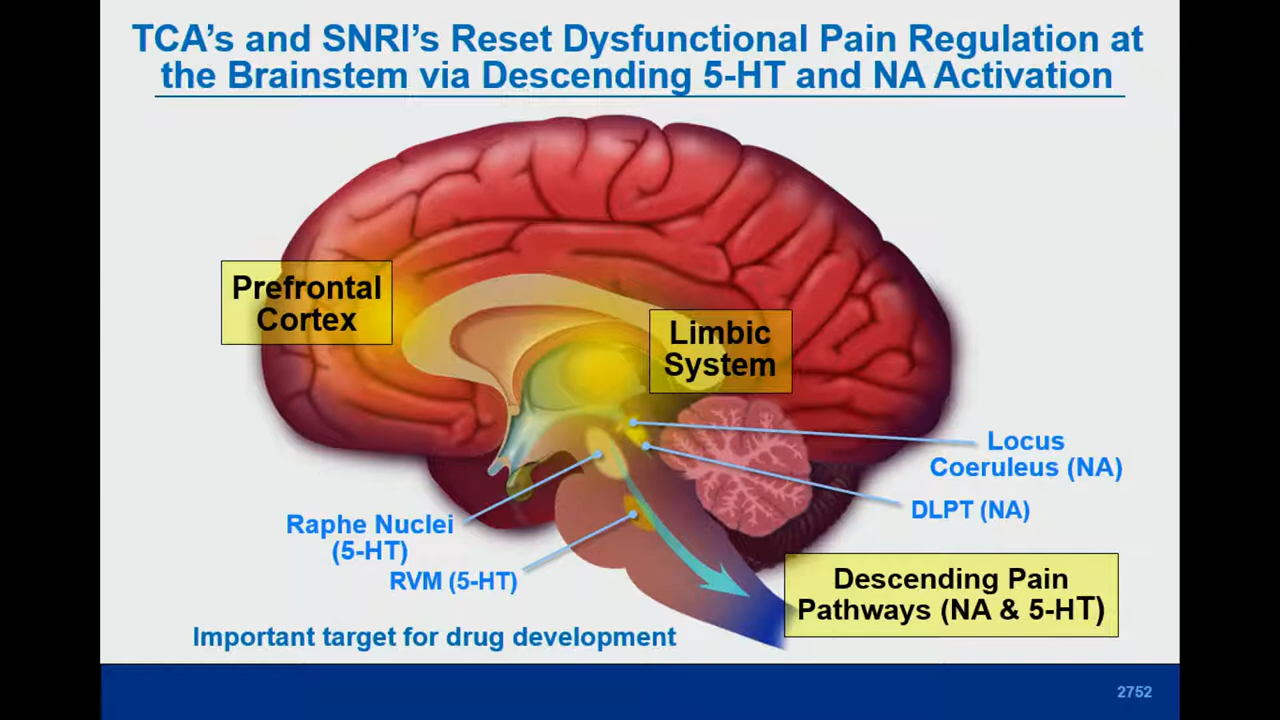 TCA’s and SNRI’s Reset Dysfunctional Pain Regulation at
the Brainstem via Descending 5-HT and NA Activation
Prefrontal
Cortex
Limbic
System
Locus
Coeruleus (NA)
DLPT (NA)
Raphe Nuclei
(5-HT)
RVM (5-HT)
Descending Pain
Pathways (NA & 5-HT)
Important target for drug development
2752